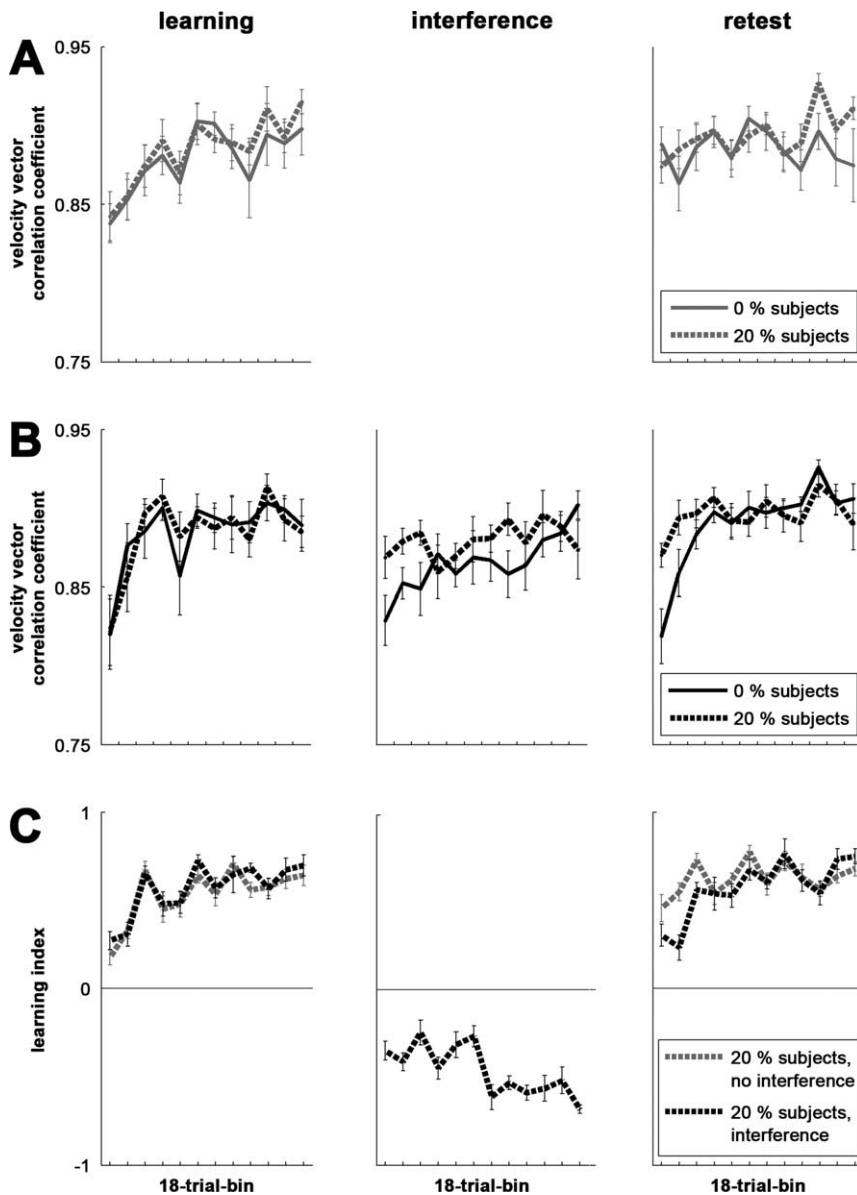 learning interference retest
A
0.95
0.85
0.75
velocity vector
correlation coefficient
0 % subjects
20 % subjects
B
0.95
0.85
0.75
velocity vector
correlation coefficient
0 % subjects
20 % subjects
C
1
0
-1
learning index
20 % subjects,
no interference
20 % subjects,
interference
18-trial-bin 18-trial-bin 18-trial-bin